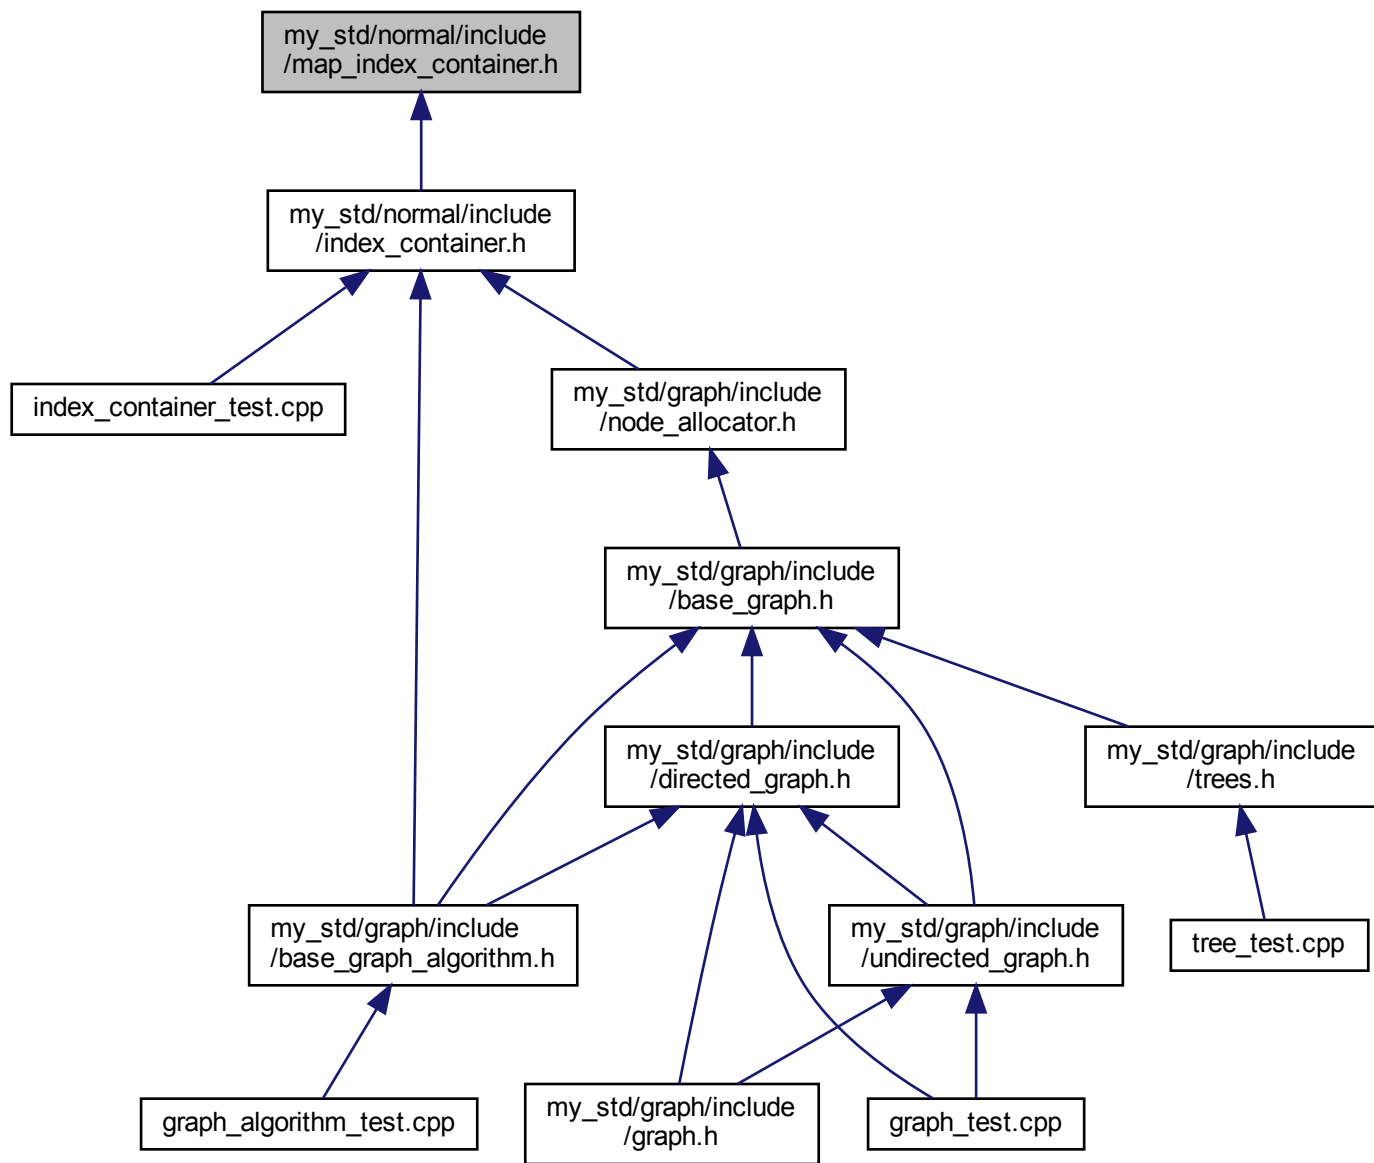 my_std/normal/include
/map_index_container.h
my_std/normal/include
/index_container.h
index_container_test.cpp
my_std/graph/include
/node_allocator.h
my_std/graph/include
/base_graph.h
my_std/graph/include
/directed_graph.h
my_std/graph/include
/trees.h
my_std/graph/include
/base_graph_algorithm.h
my_std/graph/include
/undirected_graph.h
tree_test.cpp
graph_algorithm_test.cpp
my_std/graph/include
/graph.h
graph_test.cpp